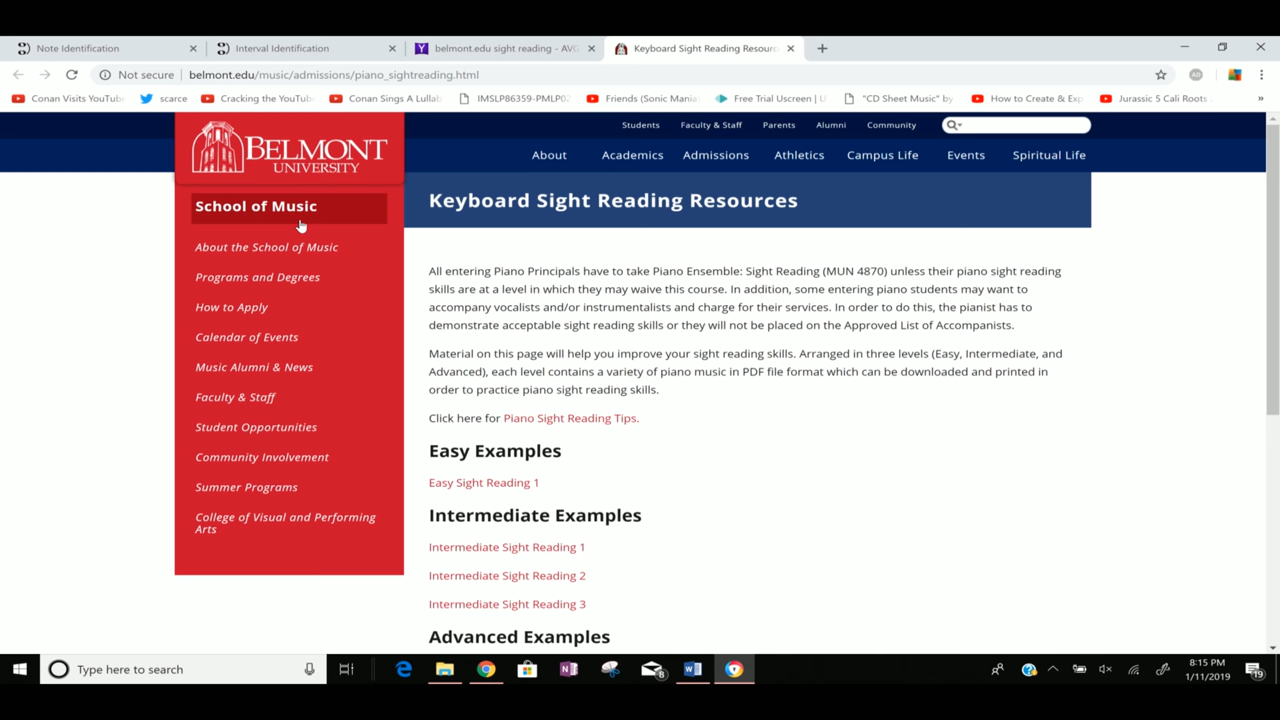 Note Identification
Interval Identification
belmont.edu sight reading - AVG
Keyboard Sight Reading Resourc
Not secure
belmont.edu/music/admissions/piano_sightreading.html
Conan Visits YouTub
scarce
Cracking the YouTub
Conan Sings A Lullab
IMSLP86359-PMLP02
Friends (Sonic Mania
Free Trial Uscreen | U
"CD Sheet Music" by
How to Create & Exp
Jurassic 5 Cali Roots
»
Students
Faculty & Staff
Parents
Alumni
Community
BELMONT
UNIVERSITY
About
Academics
Admissions
Athletics
Campus Life
Events
Spiritual Life
School of Music
About the School of Music
Programs and Degrees
How to Apply
Calendar of Events
Music Alumni & News
Faculty & Staff
Student Opportunities
Community Involvement
Summer Programs
College of Visual and Performing
Arts
Keyboard Sight Reading Resources
All entering Piano Principals have to take Piano Ensemble: Sight Reading (MUN 4870) unless their piano sight reading
skills are at a level in which they may waive this course. In addition, some entering piano students may want to
accompany vocalists and/or instrumentalists and charge for their services. In order to do this, the pianist has to
demonstrate acceptable sight reading skills or they will not be placed on the Approved List of Accompanists.
Material on this page will help you improve your sight reading skills. Arranged in three levels (Easy, Intermediate, and
Advanced), each level contains a variety of piano music in PDF file format which can be downloaded and printed in
order to practice piano sight reading skills.
Click here for Piano Sight Reading Tips.
Easy Examples
Easy Sight Reading 1
Intermediate Examples
Intermediate Sight Reading 1
Intermediate Sight Reading 2
Intermediate Sight Reading 3
Advanced Examples
Type here to search
8
8:15 PM
1/11/2019
19